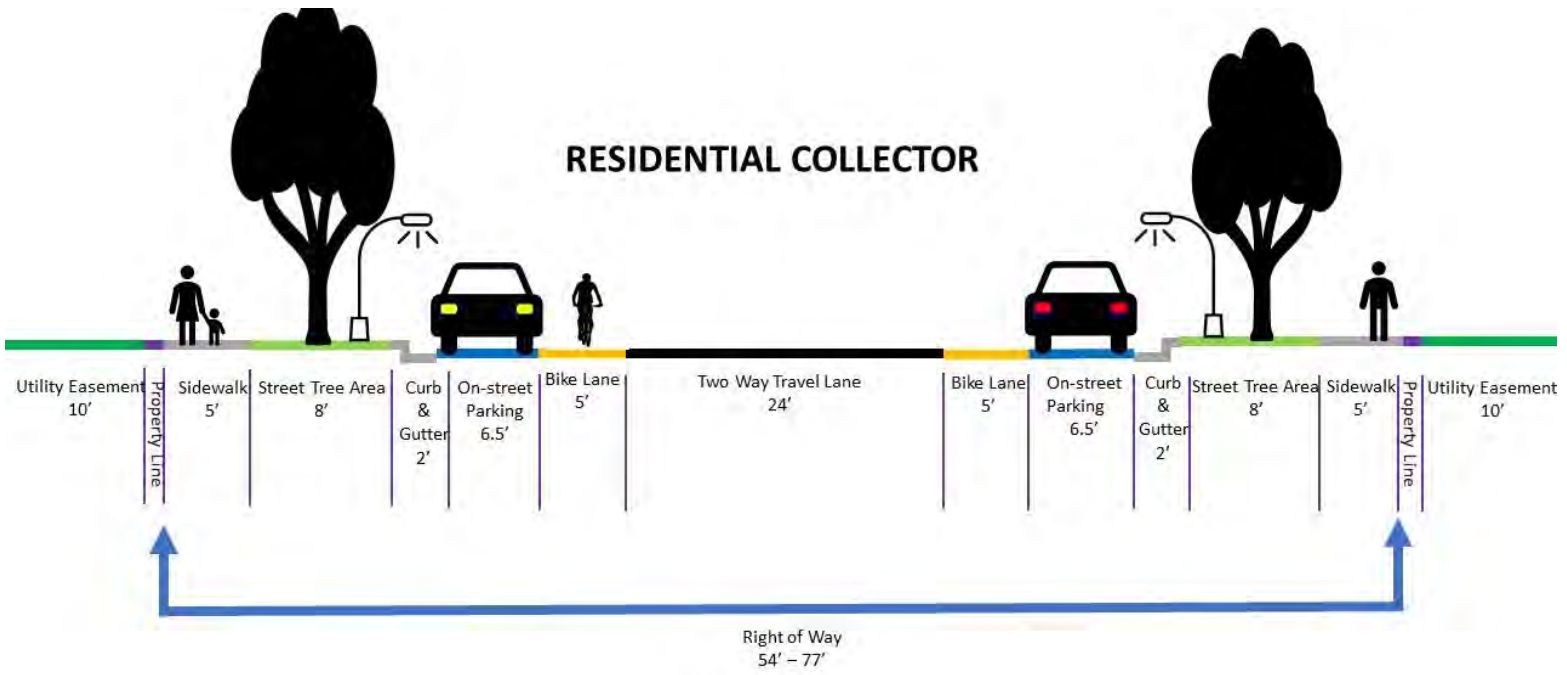 RESIDENTIAL COLLECTOR
Utility Easement
10’
Property Line
Sidewalk
5’
Street Tree Area
8’
Curb
&
Gutter
2’
On-street
Parking
6.5’
Bike Lane
5’
Two Way Travel Lane
24’
Bike Lane
5’
On-street
Parking
6.5’
Curb
&
Gutter
2’
Street Tree Area
8’
Sidewalk
5’
Property Line
Utility Easement
10’
Right of Way
54’ – 77’